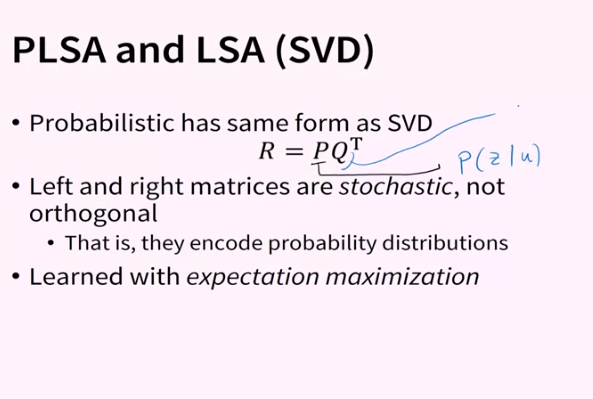 PLSA and LSA (SVD)
• Probabilistic has same form as SVD
R = PQᵀ
P(z|u)
• Left and right matrices are stochastic, not
orthogonal
• That is, they encode probability distributions
• Learned with expectation maximization